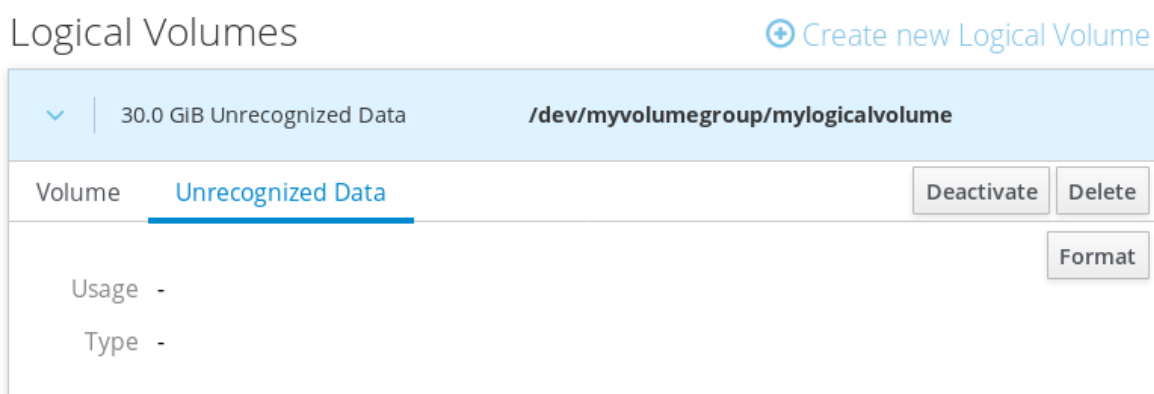 Logical Volumes
Create new Logical Volume
30.0 GiB Unrecognized Data /dev/myvolumegroup/mylogicalvolume
Volume Unrecognized Data Deactivate Delete
Format
Usage -
Type -